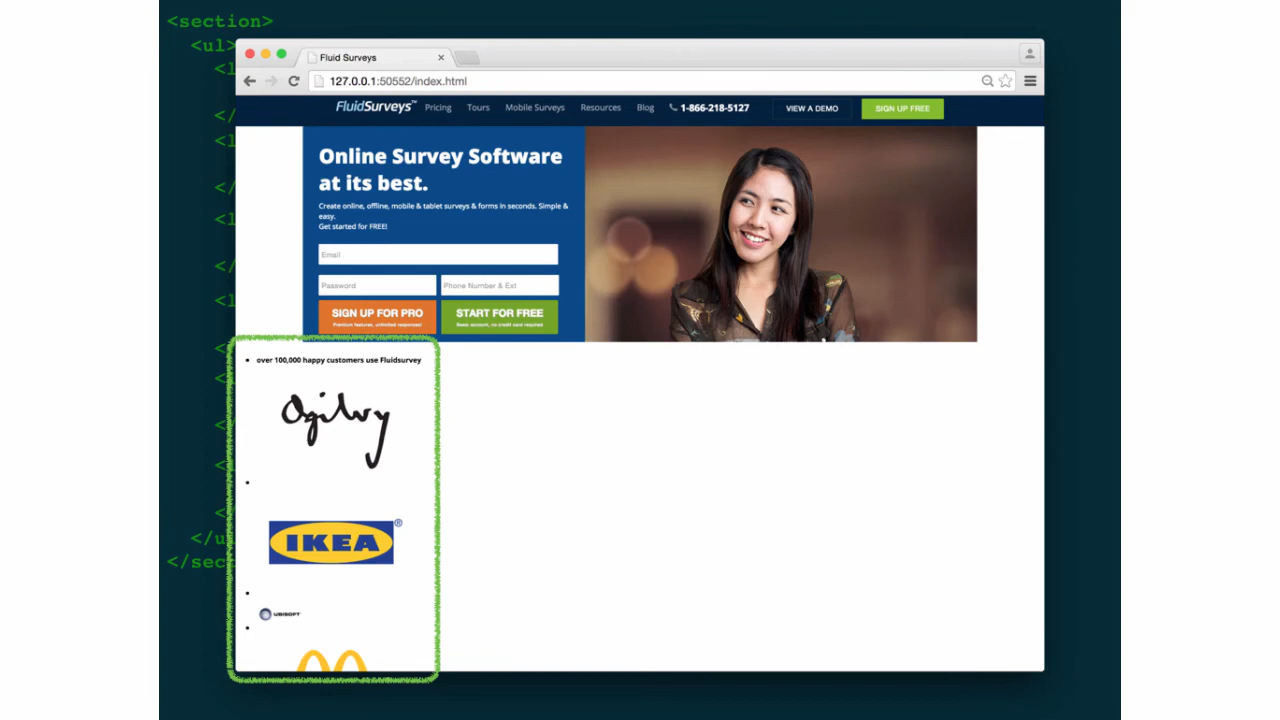 <section>
<ul>
<l
</
<l
</
<l
</
<l
<
<
<
<
<
</u
</sec
Fluid Surveys
127.0.0.1:50552/index.html
FluidSurveys™ Pricing Tours Mobile Surveys Resources Blog 1-866-218-5127 VIEW A DEMO SIGN UP FREE
Online Survey Software
at its best.
Create online, offline, mobile & tablet surveys & forms in seconds. Simple &
easy.
Get started for FREE!
Email
Password Phone Number & Ext
SIGN UP FOR PRO START FOR FREE
Premium features, unlimited responses! Basic account, no credit card required
over 100,000 happy customers use Fluidsurvey
Ogilvy
IKEA®
UBISOFT